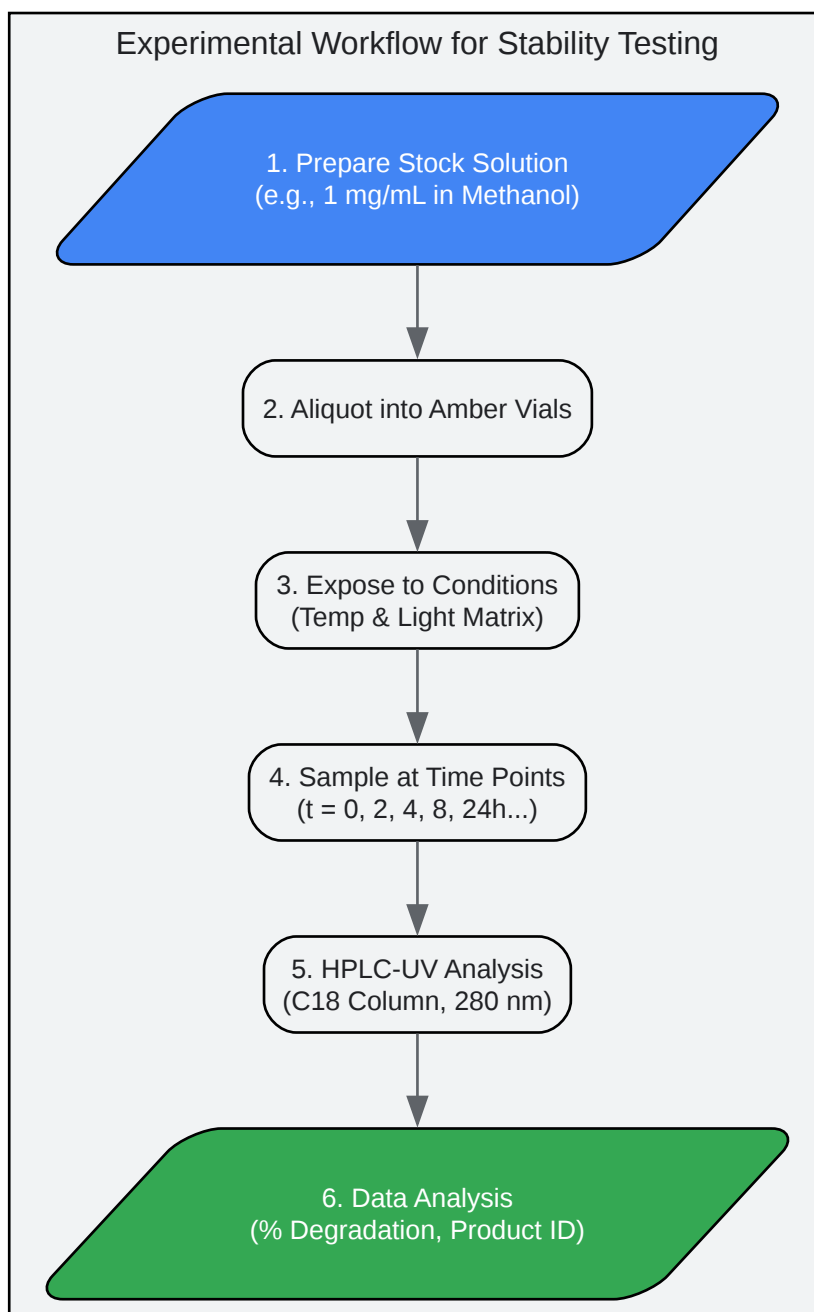 Experimental Workflow for Stability Testing
1. Prepare Stock Solution
(e.g., 1 mg/mL in Methanol)
2. Aliquot into Amber Vials
3. Expose to Conditions
(Temp & Light Matrix)
4. Sample at Time Points
(t = 0, 2, 4, 8, 24h...)
5. HPLC-UV Analysis
(C18 Column, 280 nm)
6. Data Analysis
(% Degradation, Product ID)